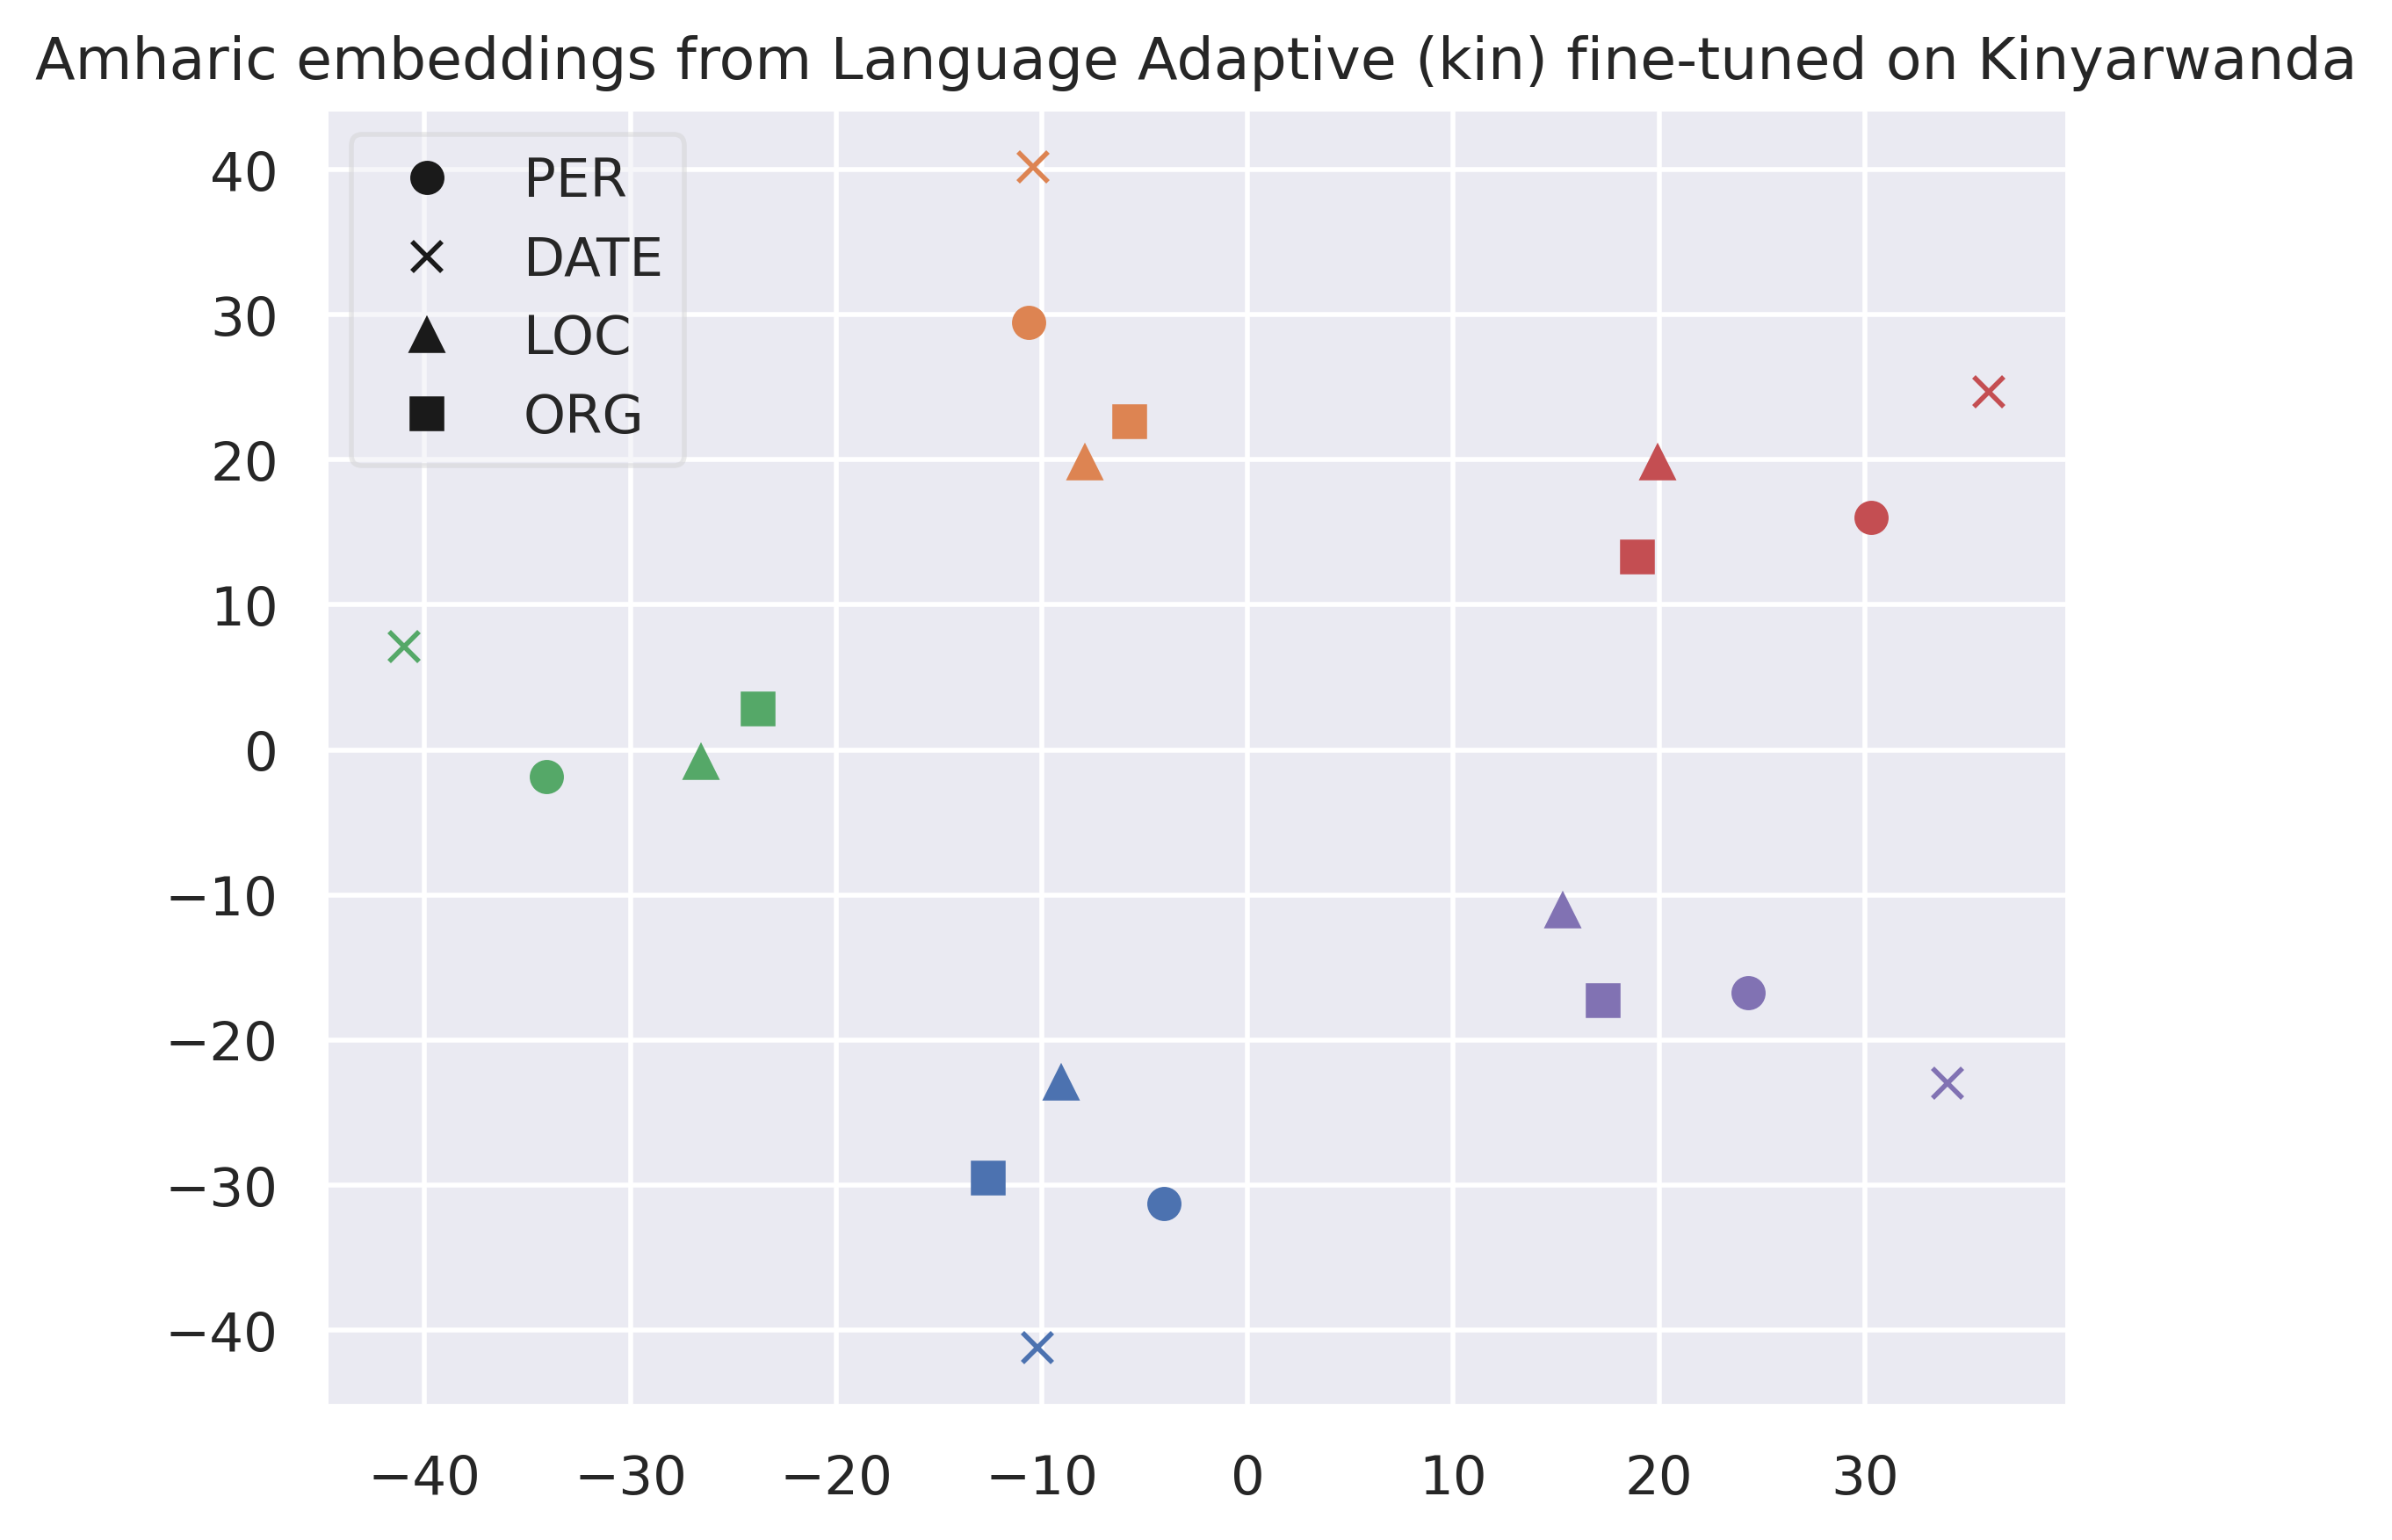 Amharic embeddings from Language Adaptive (kin) fine-tuned on Kinyarwanda
PER
DATE
LOC
ORG
40
30
20
10
0
−10
−20
−30
−40
−40 −30 −20 −10 0 10 20 30